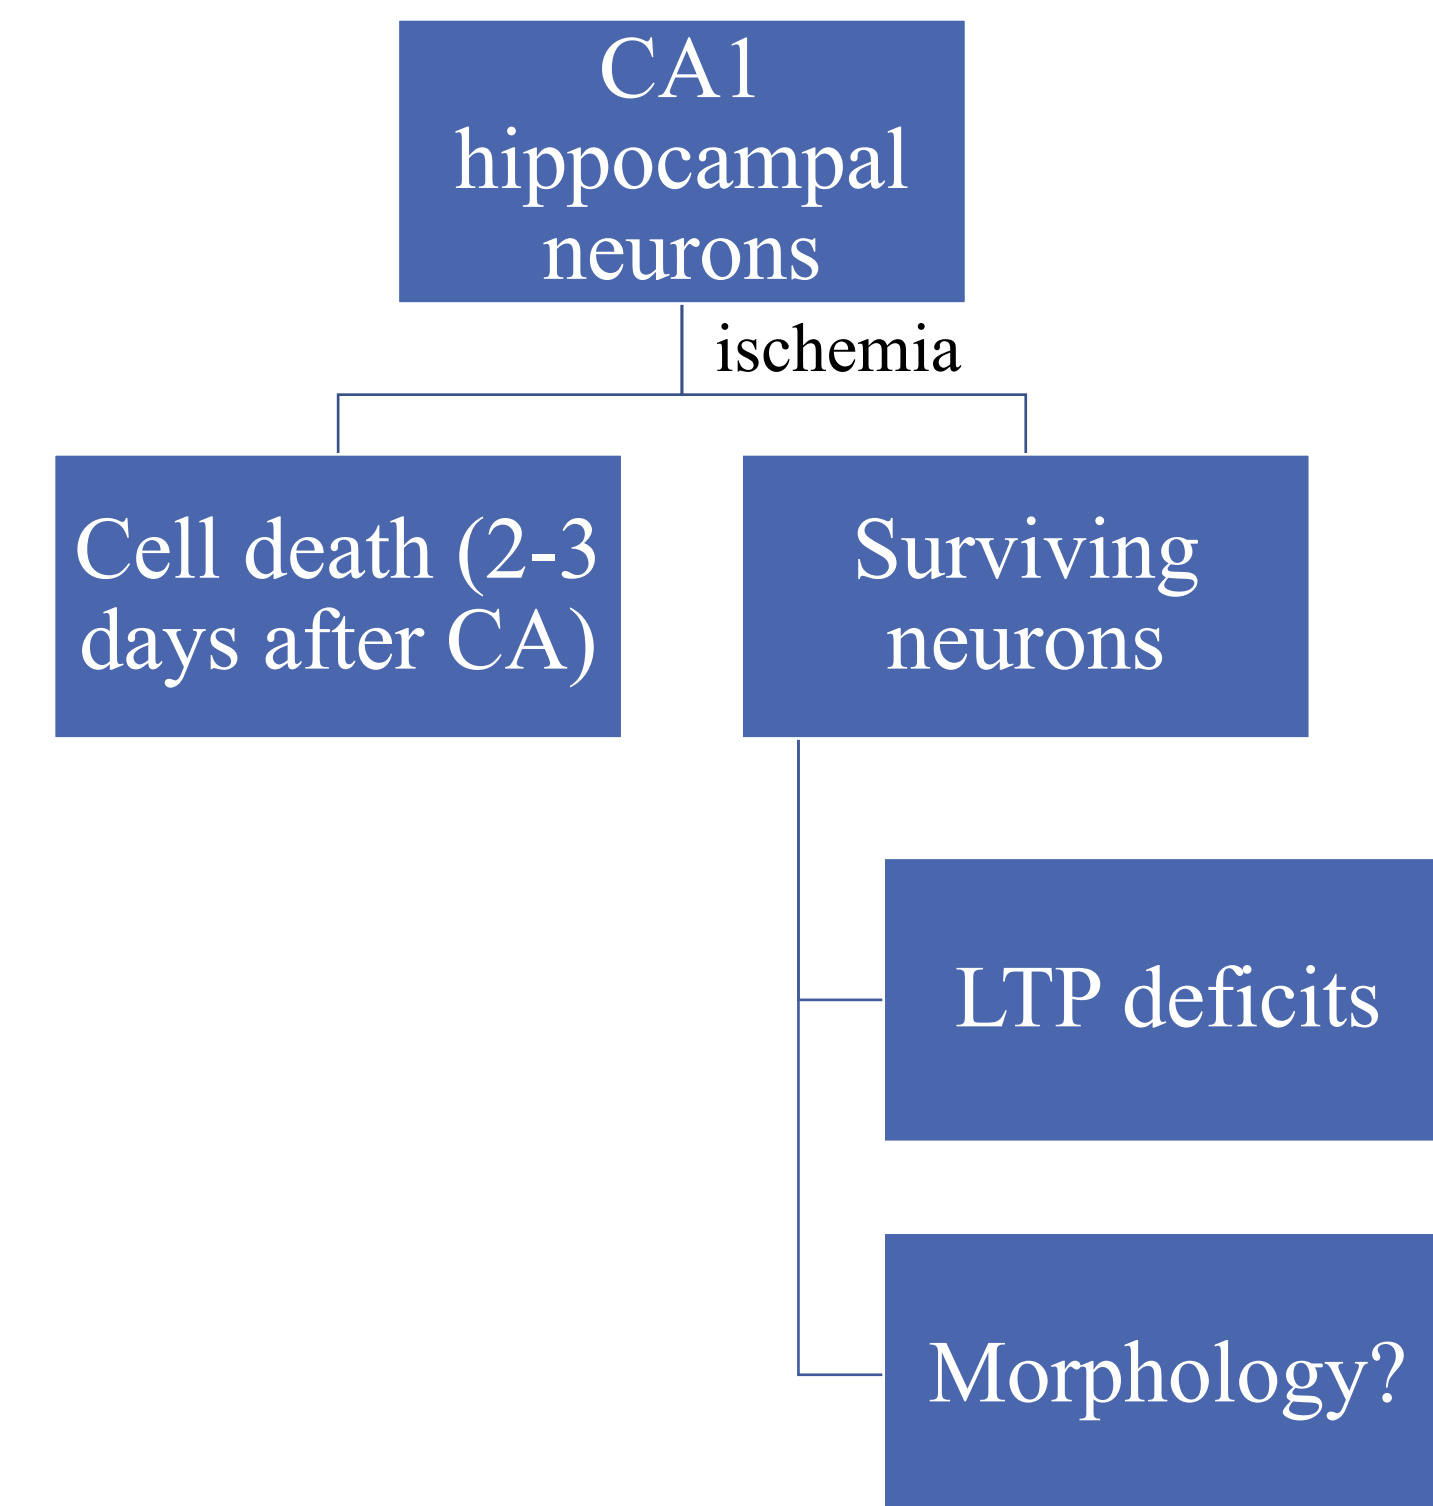 CA1
hippocampal
neurons
ischemia
Cell death (2-3
days after CA)
Surviving
neurons
LTP deficits
Morphology?